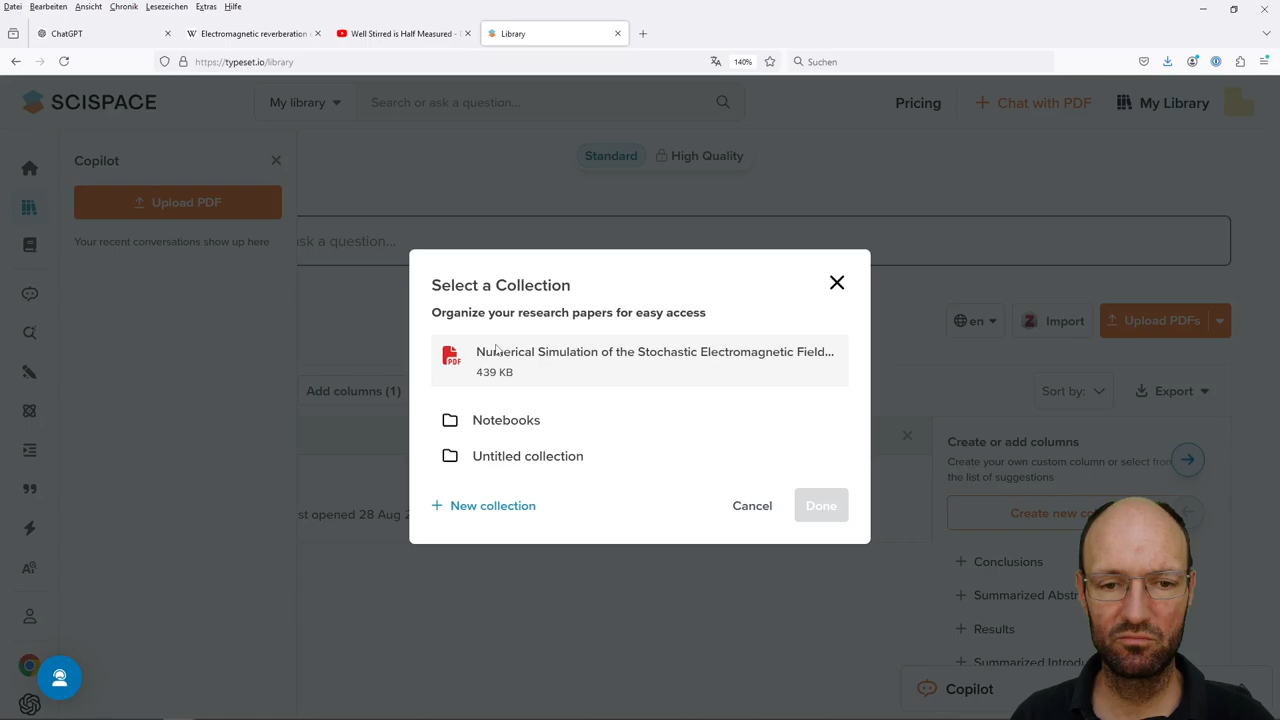 Datei Bearbeiten Ansicht Chronik Lesezeichen Extras Hilfe
ChatGPT
Electromagnetic reverberation
Well Stirred is Half Measured -
Library
https://typeset.io/library
140%
Suchen
SCISPACE
My library
Search or ask a question...
Pricing
+ Chat with PDF
My Library
Copilot
Standard
High Quality
Upload PDF
Your recent conversations show up here
ask a question...
Select a Collection
Organize your research papers for easy access
PDF
Numerical Simulation of the Stochastic Electromagnetic Field...
439 KB
Notebooks
Untitled collection
+ New collection
Cancel
Done
en
Import
Upload PDFs
Add columns (1)
Sort by:
Export
st opened 28 Aug 2
Create or add columns
Create your own custom column or select from
the list of suggestions
Create new co
+ Conclusions
+ Summarized Abst
+ Results
+ Summarized Introdu
Copilot